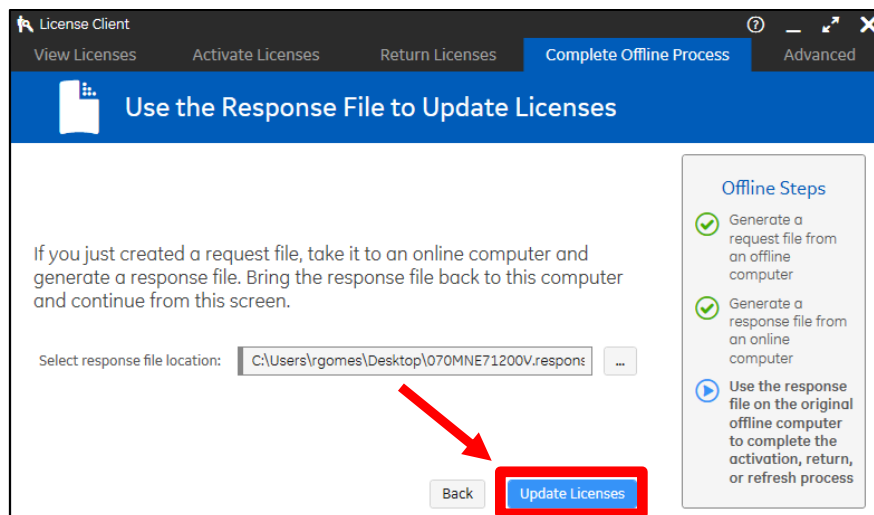 License Client
View Licenses Activate Licenses Return Licenses Complete Offline Process Advanced
Use the Response File to Update Licenses
If you just created a request file, take it to an online computer and
generate a response file. Bring the response file back to this computer
and continue from this screen.
Select response file location: C:\Users\rgomes\Desktop\070MNE71200V.respons ...
Back Update Licenses
Offline Steps
Generate a
request file from
an offline
computer
Generate a
response file from
an online
computer
Use the response
file on the original
offline computer
to complete the
activation, return,
or refresh process